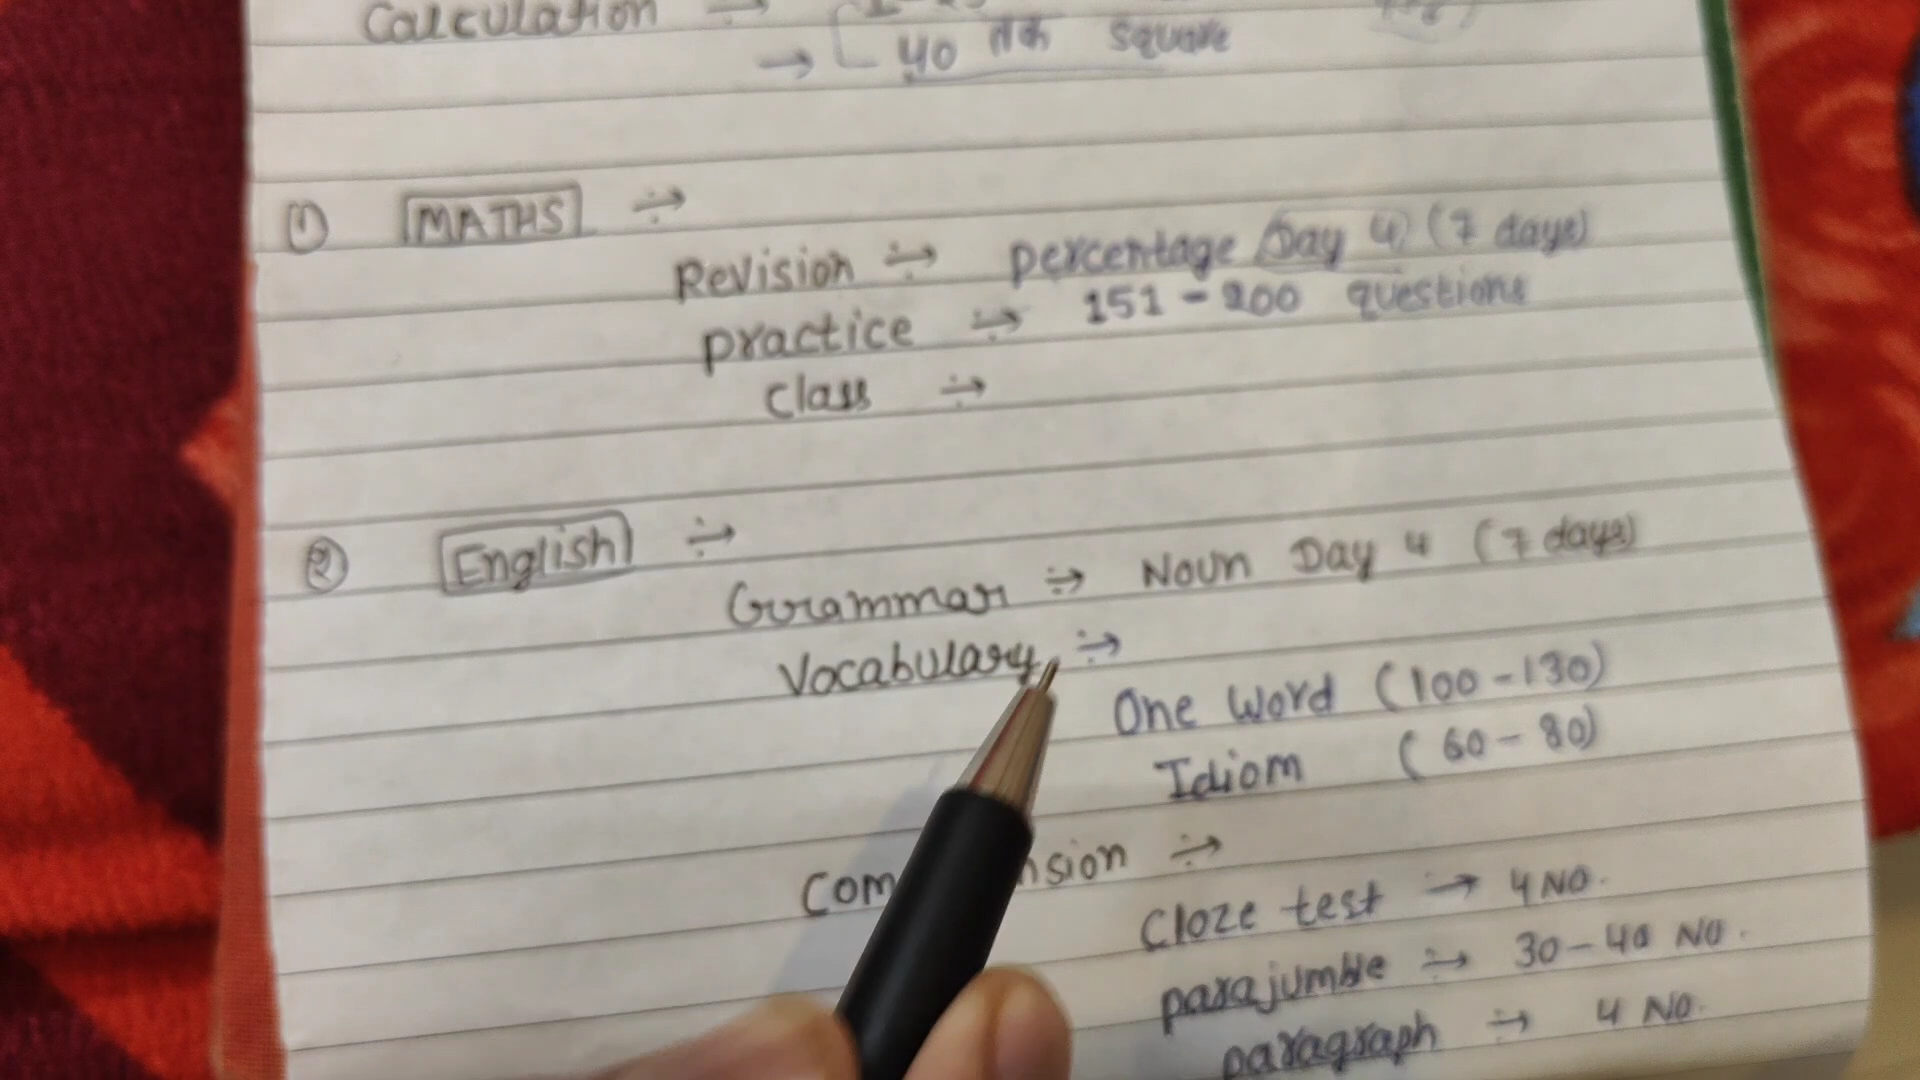 Calculation ÷→
→ 40 तक square
① MATHS ÷→
Revision ÷→ percentage Day 4 (7 days)
practice ÷→ 151 - 200 questions
Class ÷→
② English ÷→
Grammar ÷→ Noun Day 4 (7 days)
Vocabulary ÷→
One Word (100 - 130)
Idiom (60 - 80)
÷→
Cloze test → 4 NO.
parajumble ÷→ 30 - 40 NO.
paragraph ÷→ 4 NO.